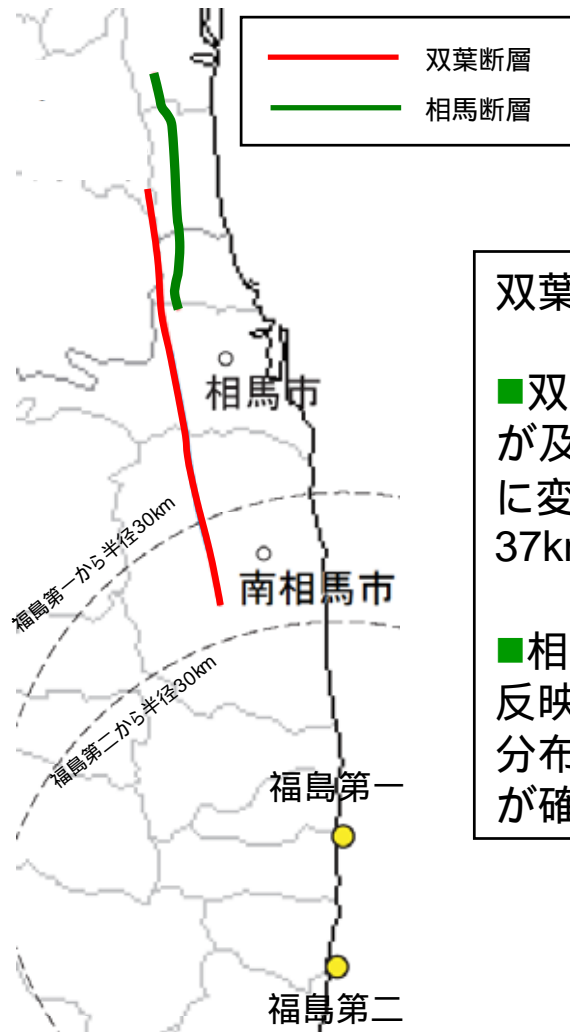 双葉断層
相馬断層
相馬市
福島第一から半径30km
南相馬市
福島第二から半径30km
福島第一
福島第二
双葉
■双
が及
に変
37k
■相
反映
分布
が確